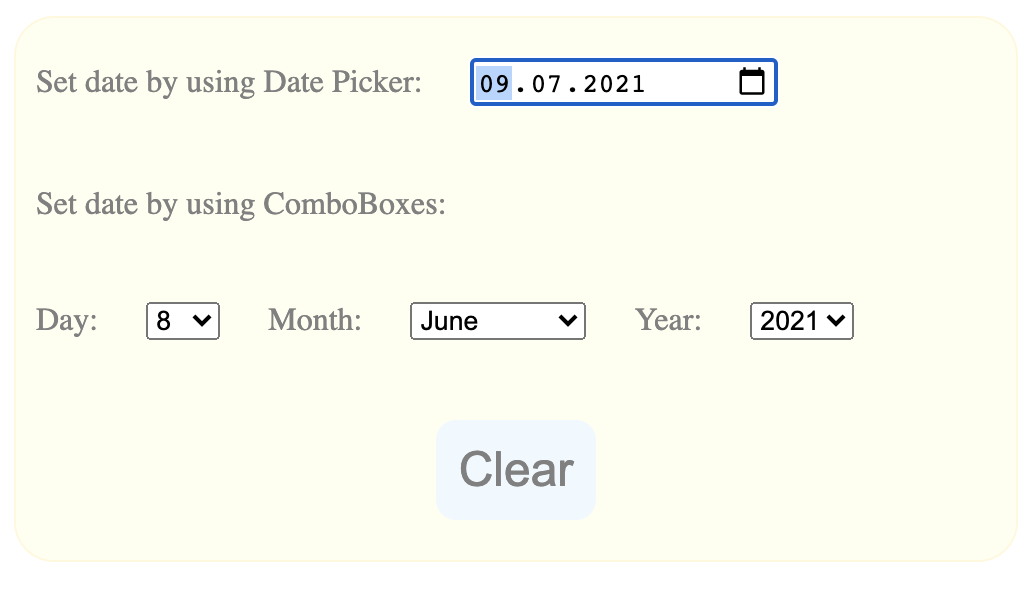 Set date by using Date Picker: 09.07.2021
Set date by using ComboBoxes:
Day: 8 Month: June Year: 2021
Clear